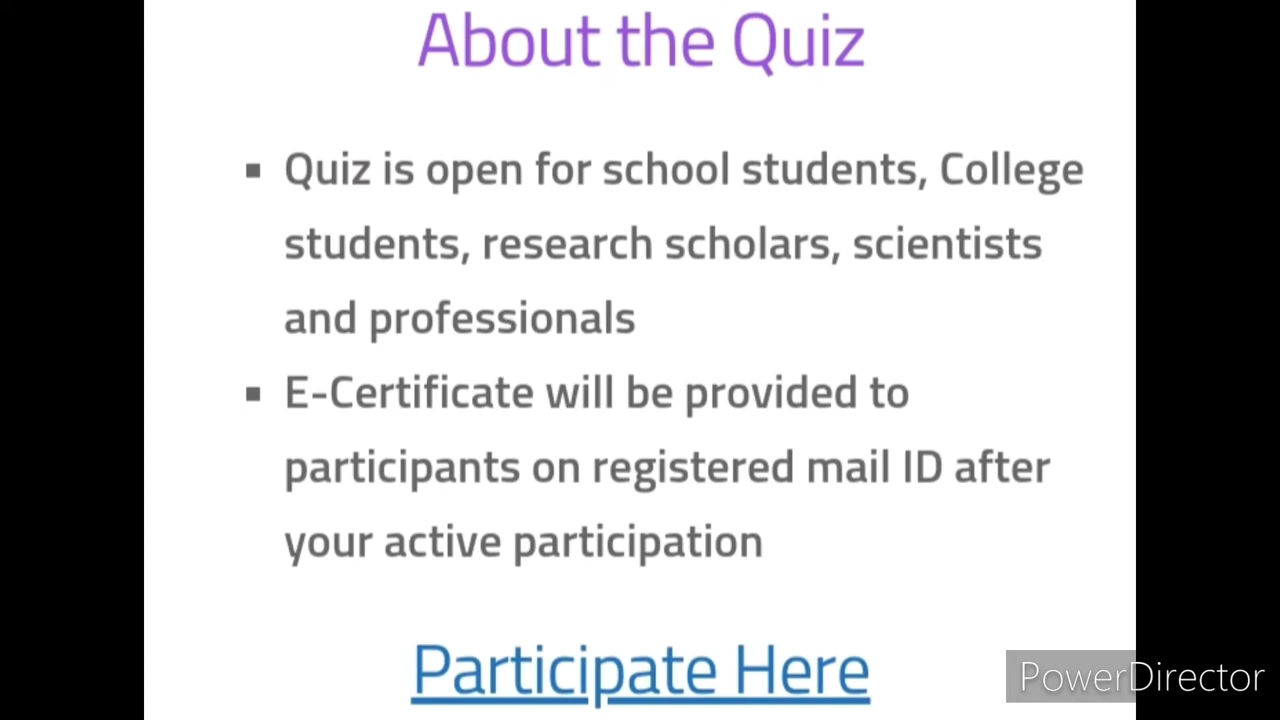 About the Quiz
▪ Quiz is open for school students, College
students, research scholars, scientists
and professionals
▪ E-Certificate will be provided to
participants on registered mail ID after
your active participation
Participate Here
PowerDirector